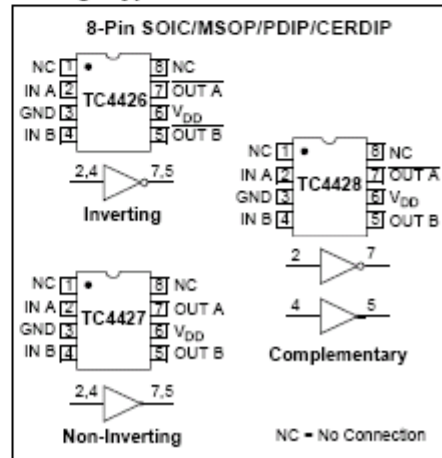 8-Pin SOIC/MSOP/PDIP/CERDIP
NC 1 8 NC
IN A 2 7 OUT A
GND 3 TC4426 6 VDD
IN B 4 5 OUT B
2,4 7,5
Inverting
NC 1 8 NC
IN A 2 7 OUT A
GND 3 TC4428 6 VDD
IN B 4 5 OUT B
2 7
4 5
Complementary
NC 1 8 NC
IN A 2 7 OUT A
GND 3 TC4427 6 VDD
IN B 4 5 OUT B
2,4 7,5
Non-Inverting
NC = No Connection